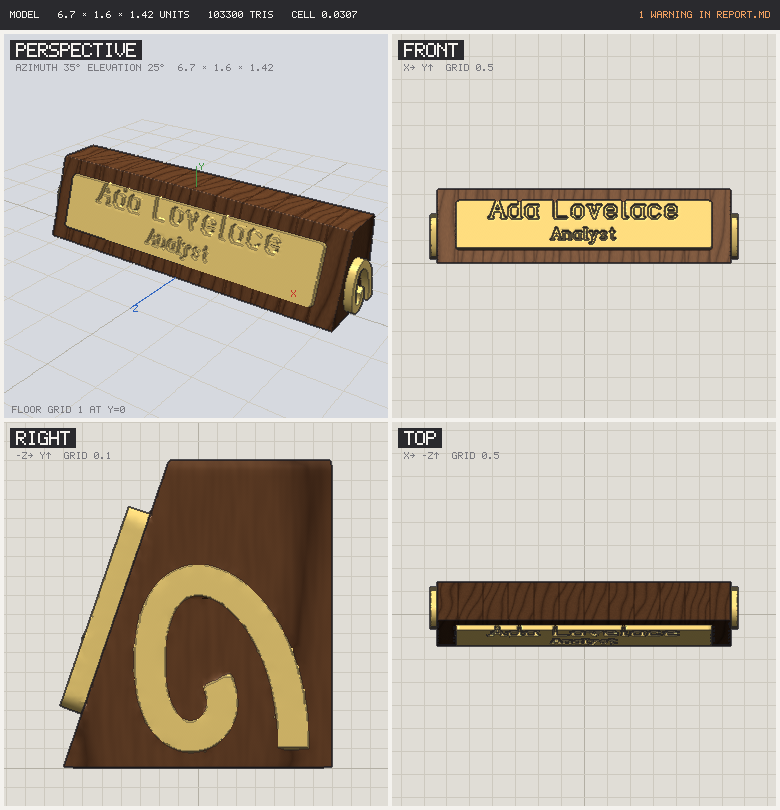 MODEL 6.7 × 1.6 × 1.42 UNITS 103300 TRIS CELL 0.0307 1 WARNING IN REPORT.MD
PERSPECTIVE
AZIMUTH 35° ELEVATION 25° 6.7 × 1.6 × 1.42
Y
Ada Lovelace
Analyst
X
Z
FLOOR GRID 1 AT Y=0
FRONT
X→ Y↑ GRID 0.5
Ada Lovelace
Analyst
RIGHT
-Z→ Y↑ GRID 0.1
TOP
X→ -Z↑ GRID 0.5
Ada Lovelace
Analyst